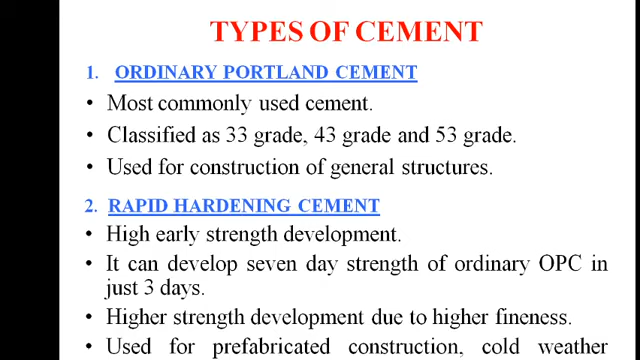 TYPES OF CEMENT
1. ORDINARY PORTLAND CEMENT
• Most commonly used cement.
• Classified as 33 grade, 43 grade and 53 grade.
• Used for construction of general structures.
2. RAPID HARDENING CEMENT
• High early strength development.
• It can develop seven day strength of ordinary OPC in
just 3 days.
• Higher strength development due to higher fineness.
• Used for prefabricated construction, cold weather